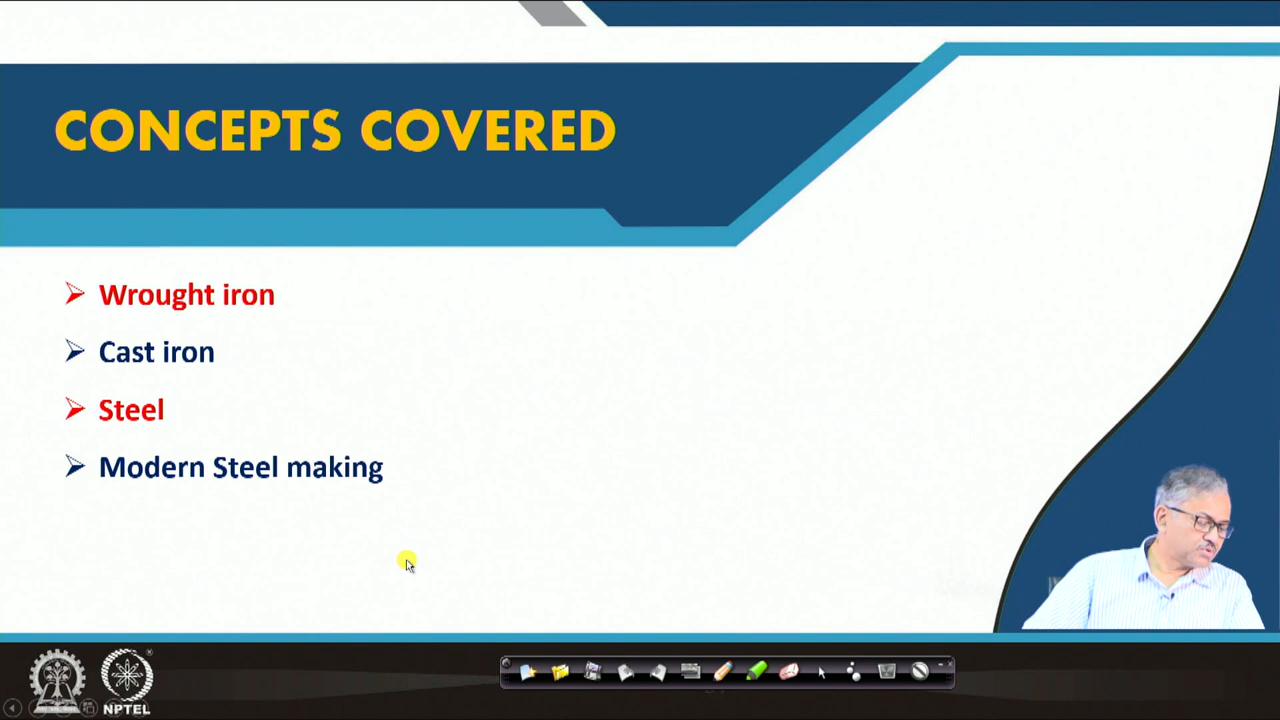 CONCEPTS COVERED
Wrought iron
Cast iron
Steel
Modern Steel making
NPTEL